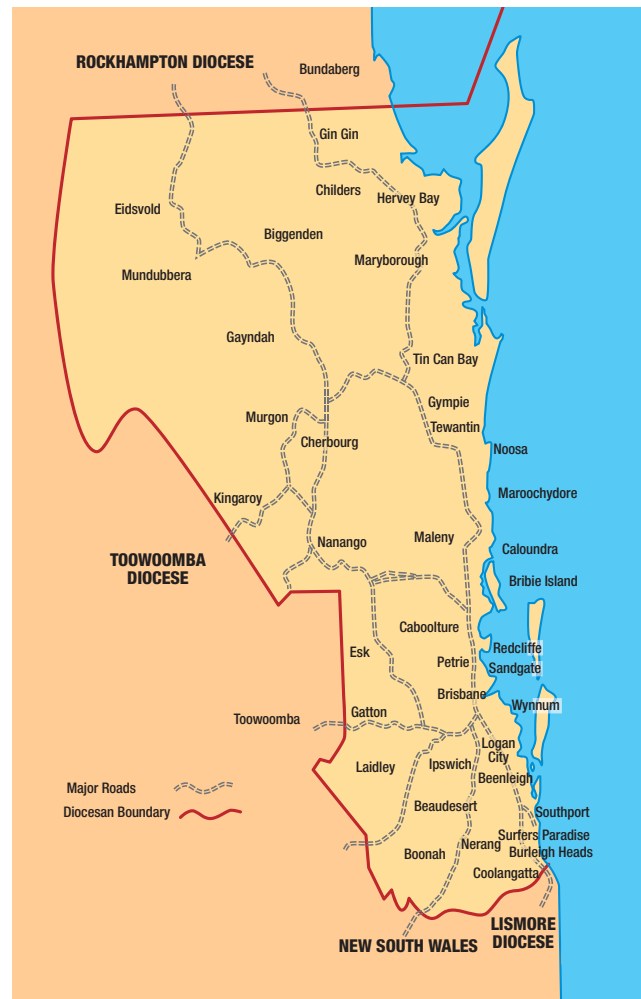 ROCKHAMPTON DIOCESE
Bundaberg
Gin Gin
Childers
Hervey Bay
Eidsvold
Biggenden
Maryborough
Mundubbera
Gayndah
Tin Can Bay
Gympie
Murgon
Tewantin
Cherbourg
Noosa
Kingaroy
Maroochydore
Nanango
Maleny
Caloundra
TOOWOOMBA
DIOCESE
Bribie Island
Caboolture
Esk
Redcliffe
Petrie
Sandgate
Brisbane
Wynnum
Gatton
Toowoomba
Logan
City
Laidley
Ipswich
Beenleigh
Major Roads
Diocesan Boundary
Beaudesert
Southport
Surfers Paradise
Nerang
Burleigh Heads
Boonah
Coolangatta
LISMORE
DIOCESE
NEW SOUTH WALES